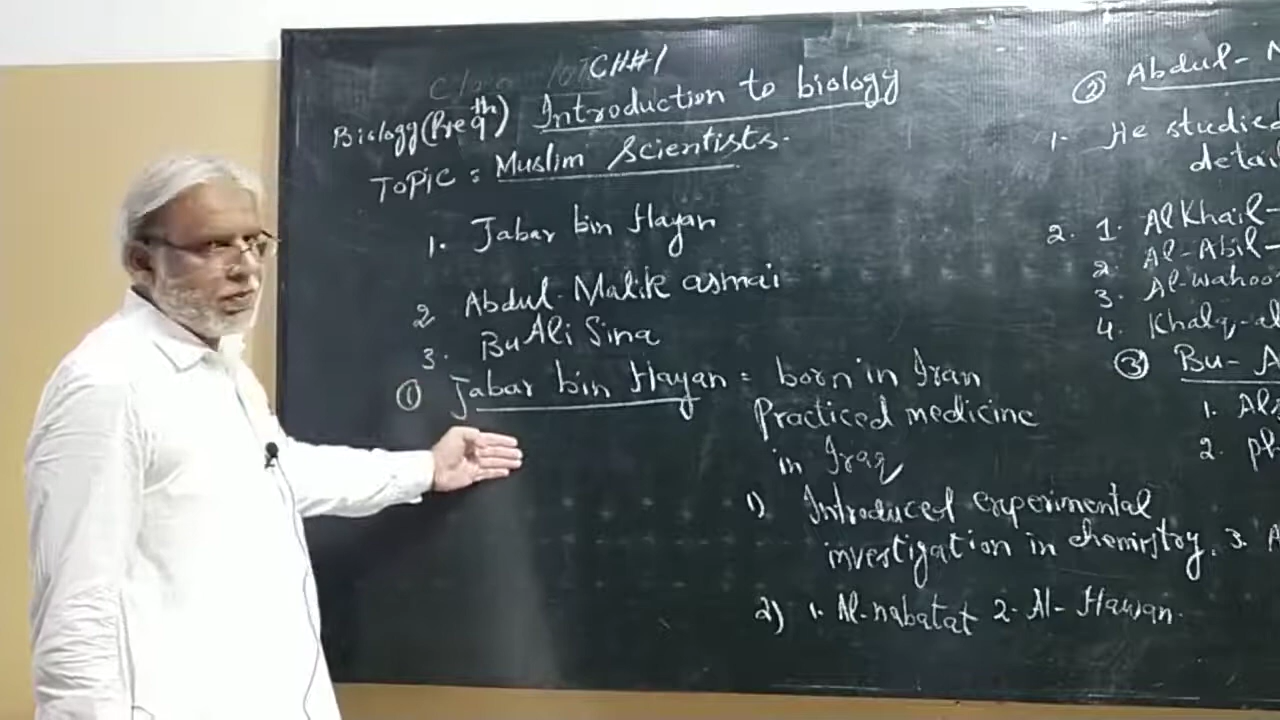 CH#1
Biology (Pre 9th) Introduction to biology
Topic : Muslim Scientists.
1. Jabar bin Hayan
2 Abdul-Malik asmai
3. Bu Ali Sina
① Jabar bin Hayan = born in Iran
Practiced medicine
in Iraq
1) Introduced experimental
investigation in chemistry.
2) 1. Al-nabatat 2. Al-Hawan.
② Abdul-
1. He studied
detai
2. 1. Al Khail-
2. Al-Abil-
3. Al-wahoo
4. Khalq-al
③ Bu-A
1. Al
2. ph
3. A